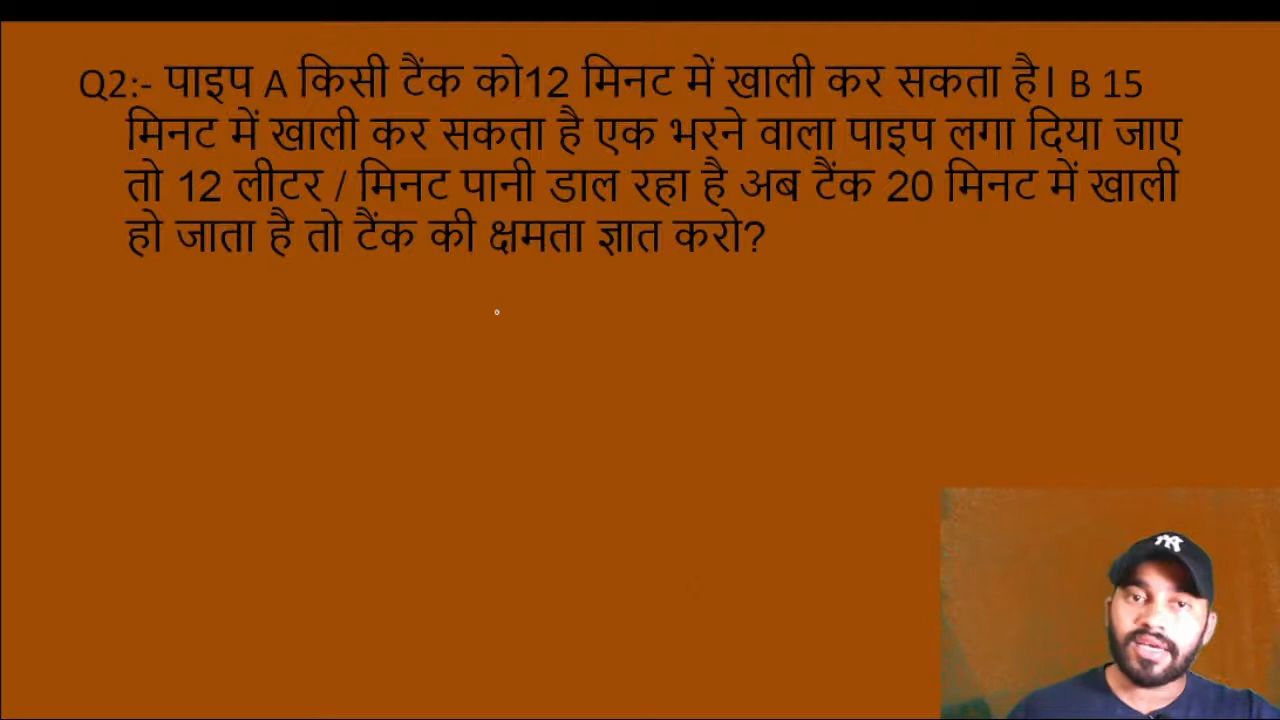 Q2:- पाइप A किसी टैंक को12 मिनट में खाली कर सकता है। B 15
मिनट में खाली कर सकता है एक भरने वाला पाइप लगा दिया जाए
तो 12 लीटर / मिनट पानी डाल रहा है अब टैंक 20 मिनट में खाली
हो जाता है तो टैंक की क्षमता ज्ञात करो?